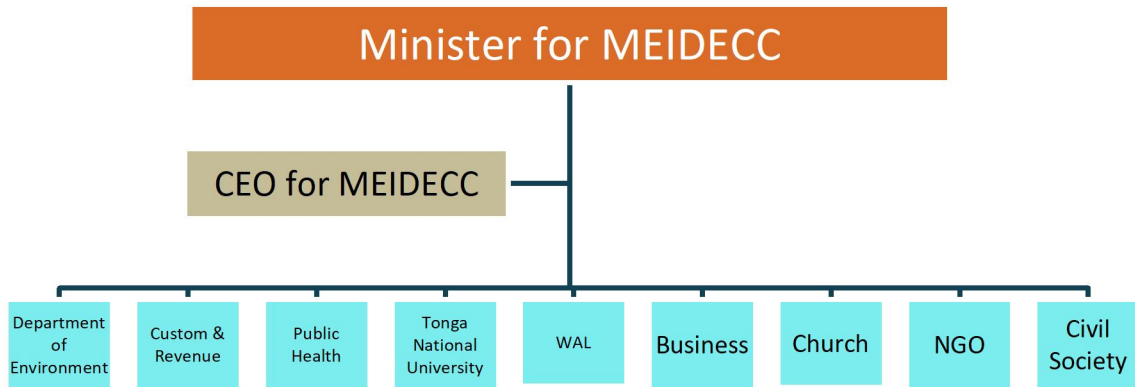 Minister for MEIDECC
CEO for MEIDECC
Department
of
Environment
Custom &
Revenue
Public
Health
Tonga
National
University
WAL
Business
Church
NGO
Civil
Society